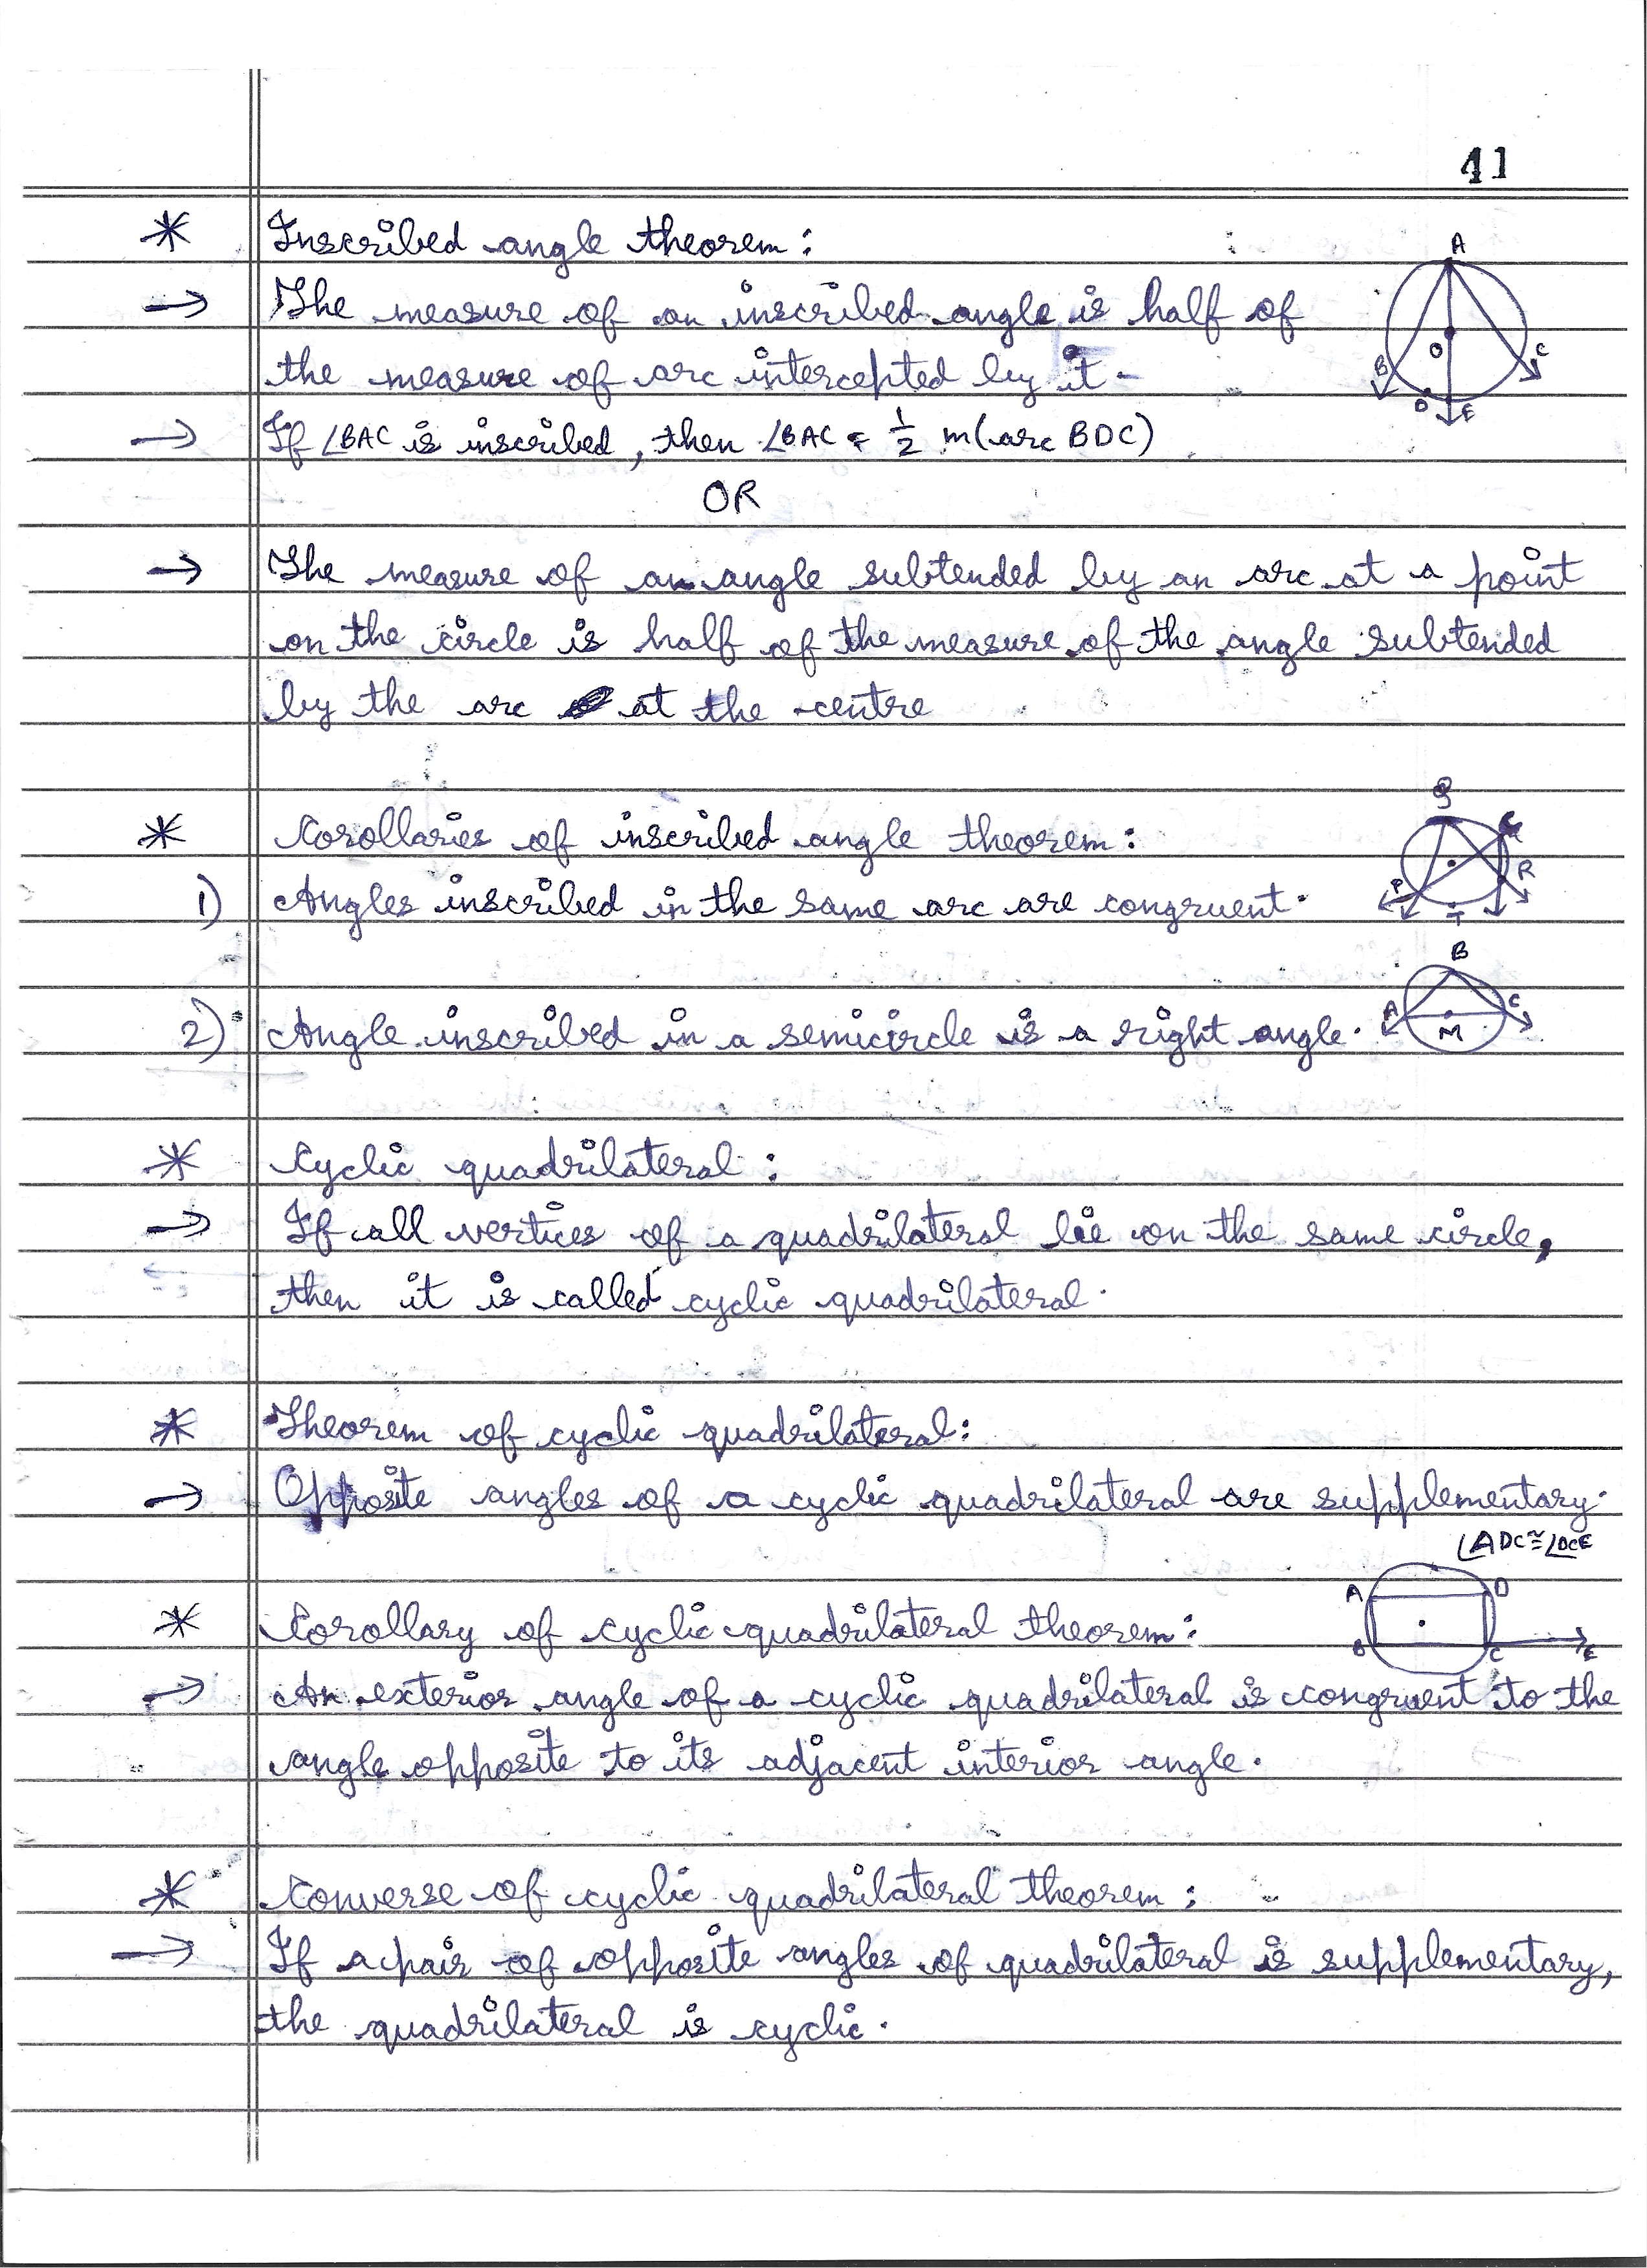 41
* Inscribed angle theorem:
→ The measure of an inscribed angle is half of
the measure of arc intercepted by it.
→ If ∠BAC is inscribed, then ∠BAC = 1/2 m(arc BDC)
OR
→ The measure of an angle subtended by an arc at a point
on the circle is half of the measure of the angle subtended
by the arc at the centre
* Corollaries of inscribed angle theorem:
1) Angles inscribed in the same arc are congruent.
2) Angle inscribed in a semicircle is a right angle.
* Cyclic quadrilateral:
→ If all vertices of a quadrilateral lie on the same circle,
then it is called cyclic quadrilateral.
* Theorem of cyclic quadrilateral:
→ Opposite angles of a cyclic quadrilateral are supplementary.
∠ADC ≅ ∠DCE
* Corollary of cyclic quadrilateral theorem:
→ An exterior angle of a cyclic quadrilateral is congruent to the
angle opposite to its adjacent interior angle.
* Converse of cyclic quadrilateral theorem:
→ If a pair of opposite angles of quadrilateral is supplementary,
the quadrilateral is cyclic.
A
O
B
C
D
E
P
R
T
B
A
C
M
A
D
B
C
E